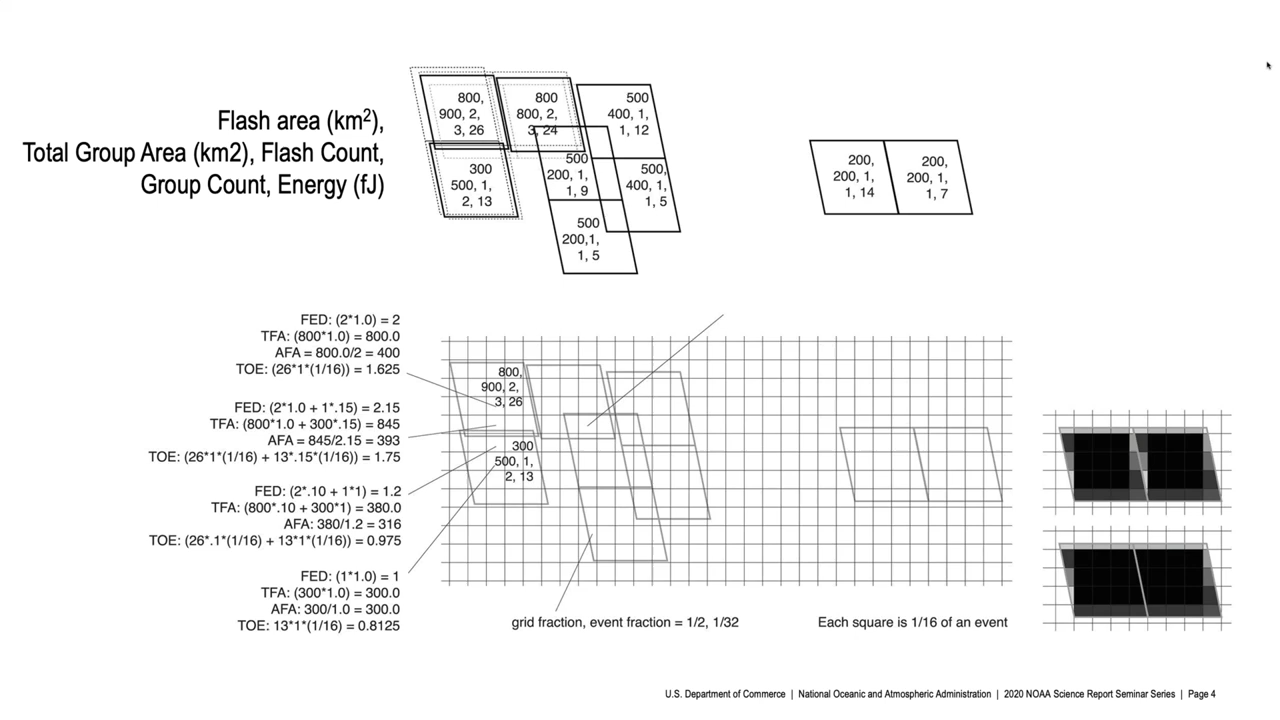 Flash area (km²),
Total Group Area (km2), Flash Count,
Group Count, Energy (fJ)
800,
900, 2,
3, 26
800
800, 2,
3, 24
500
400, 1,
1, 12
300
500, 1,
2, 13
500
200, 1,
1, 9
500,
400, 1,
1, 5
500
200,1,
1, 5
200,
200, 1,
1, 14
200,
200, 1,
1, 7
FED: (2*1.0) = 2
TFA: (800*1.0) = 800.0
AFA = 800.0/2 = 400
TOE: (26*1*(1/16)) = 1.625
FED: (2*1.0 + 1*.15) = 2.15
TFA: (800*1.0 + 300*.15) = 845
AFA = 845/2.15 = 393
TOE: (26*1*(1/16) + 13*.15*(1/16)) = 1.75
FED: (2*.10 + 1*1) = 1.2
TFA: (800*.10 + 300*1) = 380.0
AFA: 380/1.2 = 316
TOE: (26*.1*(1/16) + 13*1*(1/16)) = 0.975
FED: (1*1.0) = 1
TFA: (300*1.0) = 300.0
AFA: 300/1.0 = 300.0
TOE: 13*1*(1/16) = 0.8125
800,
900, 2,
3, 26
300
500, 1,
2, 13
grid fraction, event fraction = 1/2, 1/32
Each square is 1/16 of an event
U.S. Department of Commerce | National Oceanic and Atmospheric Administration | 2020 NOAA Science Report Seminar Series | Page 4